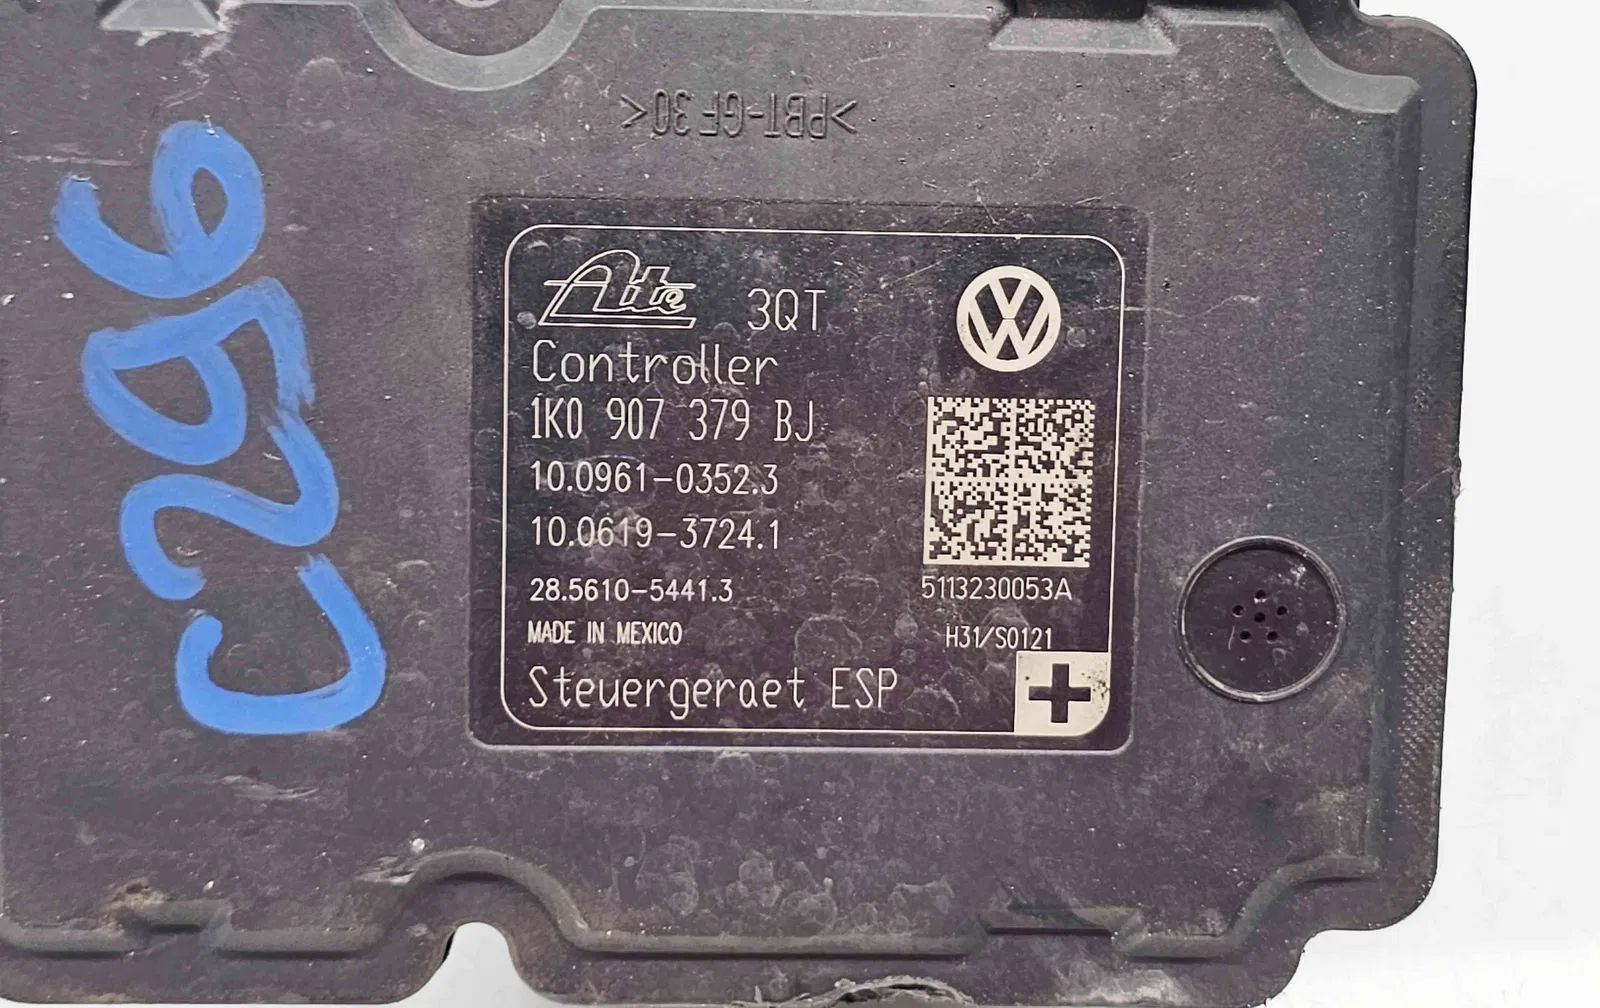 >PBT-GF30<
C296
Ate 3QT
Controller
1K0 907 379 BJ
10.0961-0352.3
10.0619-3724.1
28.5610-5441.3
5113230053A
MADE IN MEXICO
H31/S0121
Steuergeraet ESP